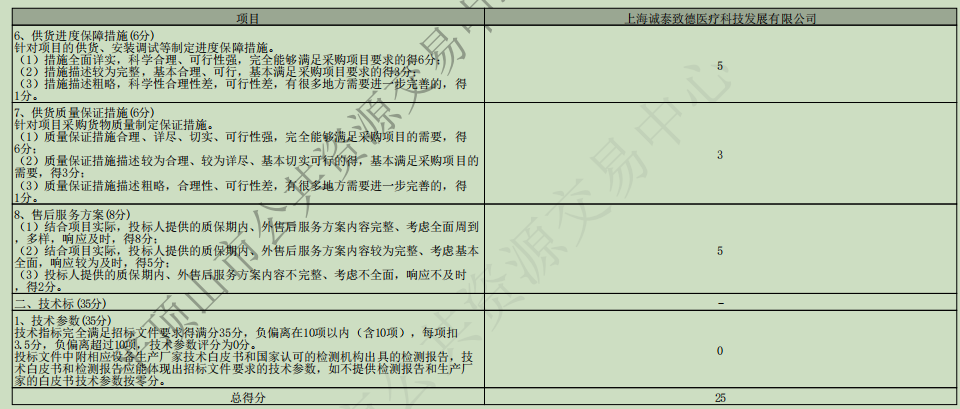 项目 上海诚泰致德医疗科技发展有限公司
6、供货进度保障措施(6分)
针对项目的供货、安装调试等制定进度保障措施。
（1）措施全面详实，科学合理、可行性强，完全能够满足采购项目要求的得6分；
（2）措施描述较为完整，基本合理、可行，基本满足采购项目要求的得3分；
（3）措施描述粗略，科学性合理性差，可行性差，有很多地方需要进一步完善的，得
1分。
5
7、供货质量保证措施(6分)
针对项目采购货物质量制定保证措施。
（1）质量保证措施合理、详尽、切实、可行性强，完全能够满足采购项目的需要，得
6分；
（2）质量保证措施描述较为合理、较为详尽、基本切实可行的得，基本满足采购项目的
需要，得3分；
（3）质量保证措施描述粗略，合理性、可行性差，有很多地方需要进一步完善的，得
1分。
3
8、售后服务方案(8分)
（1）结合项目实际，投标人提供的质保期内、外售后服务方案内容完整、考虑全面周到
，多样，响应及时，得8分；
（2）结合项目实际，投标人提供的质保期内、外售后服务方案内容较为完整、考虑基本
全面，响应较为及时，得5分；
（3）投标人提供的质保期内、外售后服务方案内容不完整、考虑不全面，响应不及时
，得2分。
5
二、技术标(35分) -
1、技术参数(35分)
技术指标完全满足招标文件要求得满分35分，负偏离在10项以内（含10项），每项扣
3.5分，负偏离超过10项，技术参数评分为0分。
投标文件中附相应设备生产厂家技术白皮书和国家认可的检测机构出具的检测报告，技
术白皮书和检测报告应能体现出招标文件要求的技术参数，如不提供检测报告和生产厂
家的白皮书技术参数按零分。
0
总得分 25
顶山市公共资源交易中
公共资源交易中心